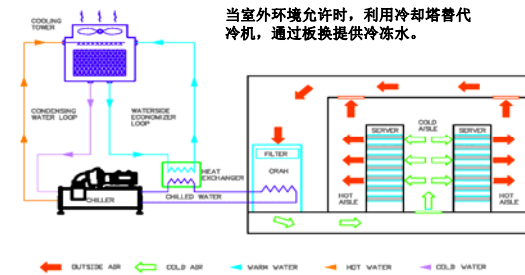 当室外环境允许时，利用冷却塔替代
冷机，通过板换提供冷冻水。
COOLING
TOWER
CONDENSING
WATER LOOP
WATERSIDE
ECONOMIZER
LOOP
HEAT
EXCHANGER
CHILLER
CHILLED WATER
FILTER
CRAH
SERVER
COLD
AISLE
SERVER
HOT
AISLE
HOT
AISLE
OUTSIDE AIR
COLD AIR
WARM WATER
HOT WATER
COLD WATER